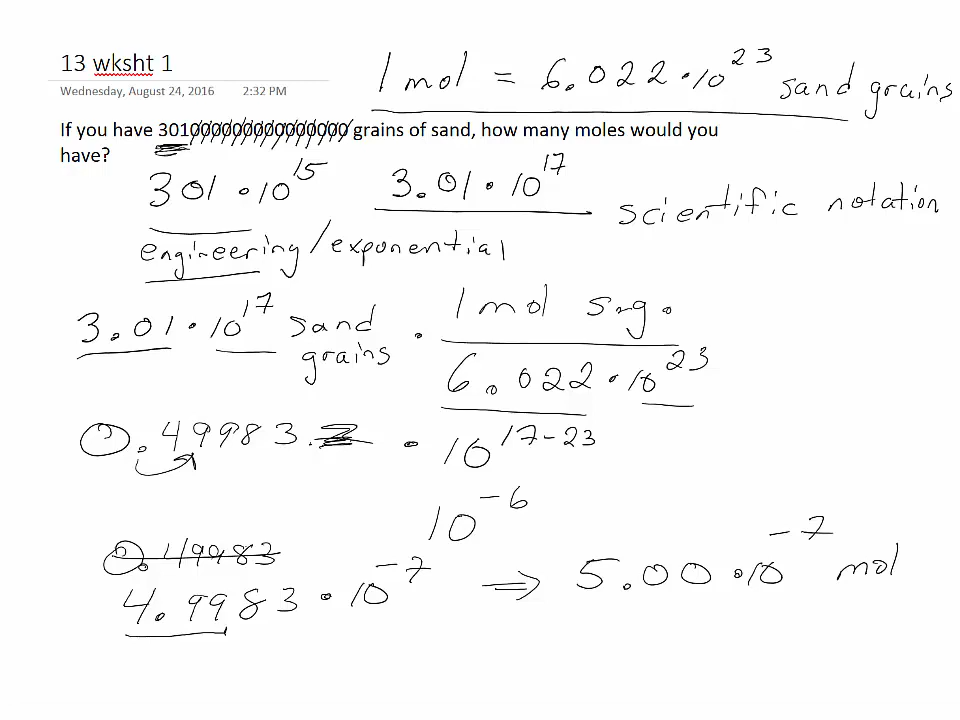 13 wksht 1
Wednesday, August 24, 2016 2:32 PM
1 mol = 6.022 · 10^23 sand grains
If you have 301000000000000000 grains of sand, how many moles would you
have?
301 · 10^15 3.01 · 10^17 scientific notation
engineering/exponential
3.01 · 10^17 sand grains · 1 mol s.g.
6.022 · 10^23
0.49983 · 10^17-23
10^-6
0.49983
4.9983 · 10^-7 ⇒ 5.00 · 10^-7 mol